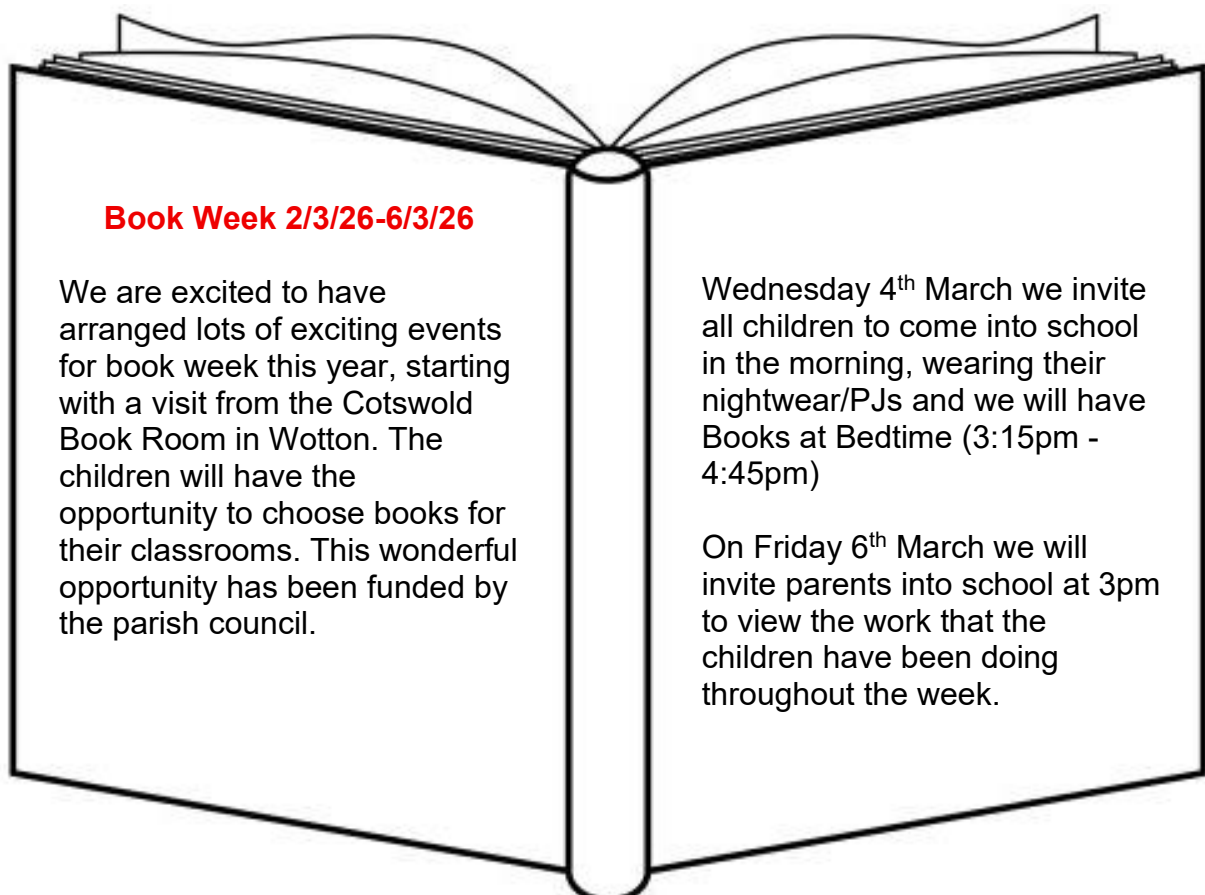 Book Week 2/3/26-6/3/26
We are excited to have
arranged lots of exciting events
for book week this year, starting
with a visit from the Cotswold
Book Room in Wotton. The
children will have the
opportunity to choose books for
their classrooms. This wonderful
opportunity has been funded by
the parish council.
Wednesday 4th March we invite
all children to come into school
in the morning, wearing their
nightwear/PJs and we will have
Books at Bedtime (3:15pm -
4:45pm)
On Friday 6th March we will
invite parents into school at 3pm
to view the work that the
children have been doing
throughout the week.